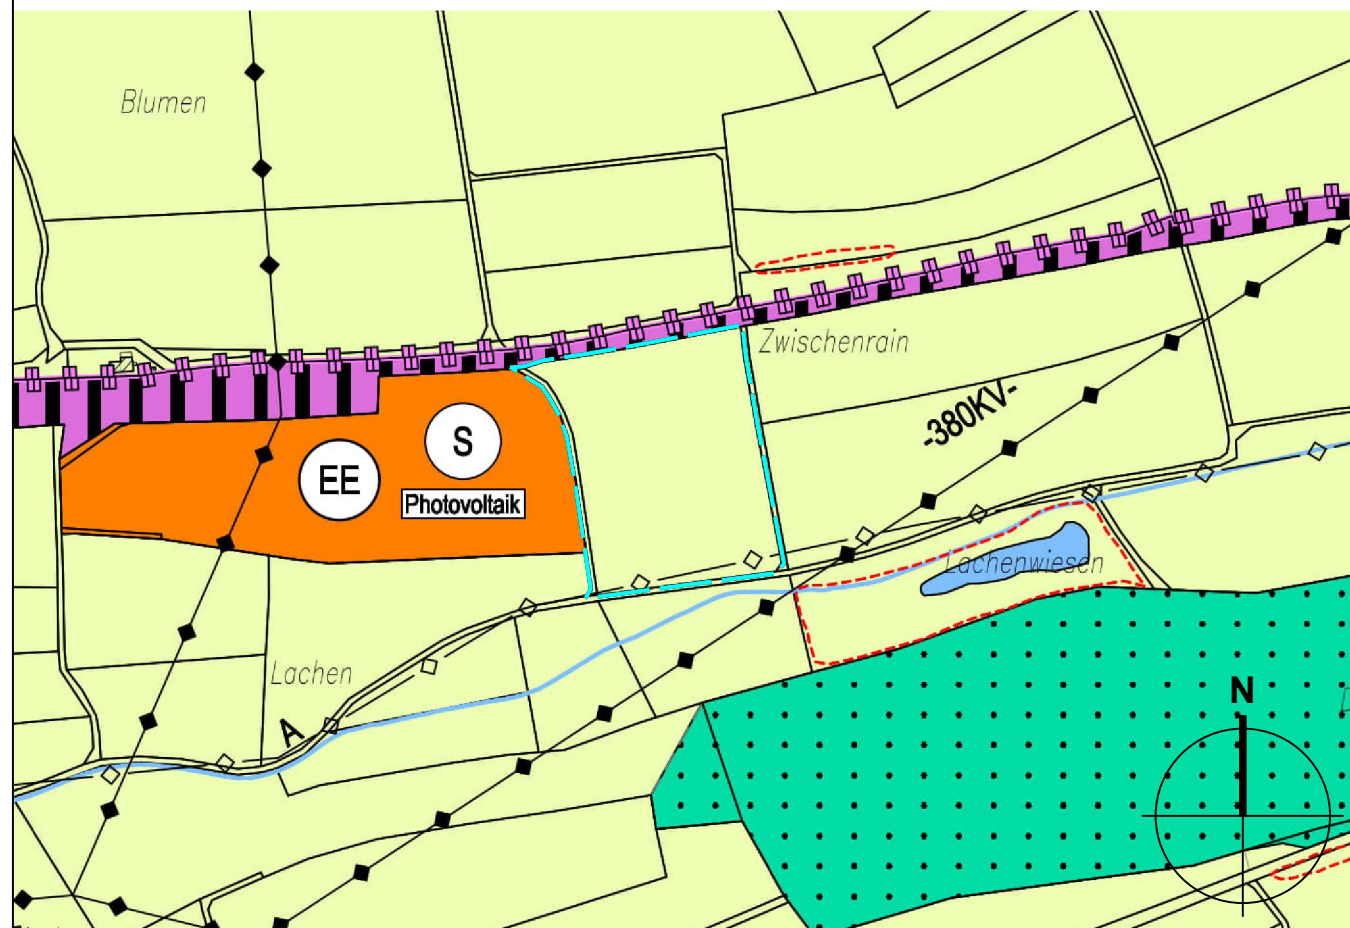 Blumen
Zwischenrain
-380KV-
S
EE
Photovoltaik
Lachenwiesen
Lachen
A
N